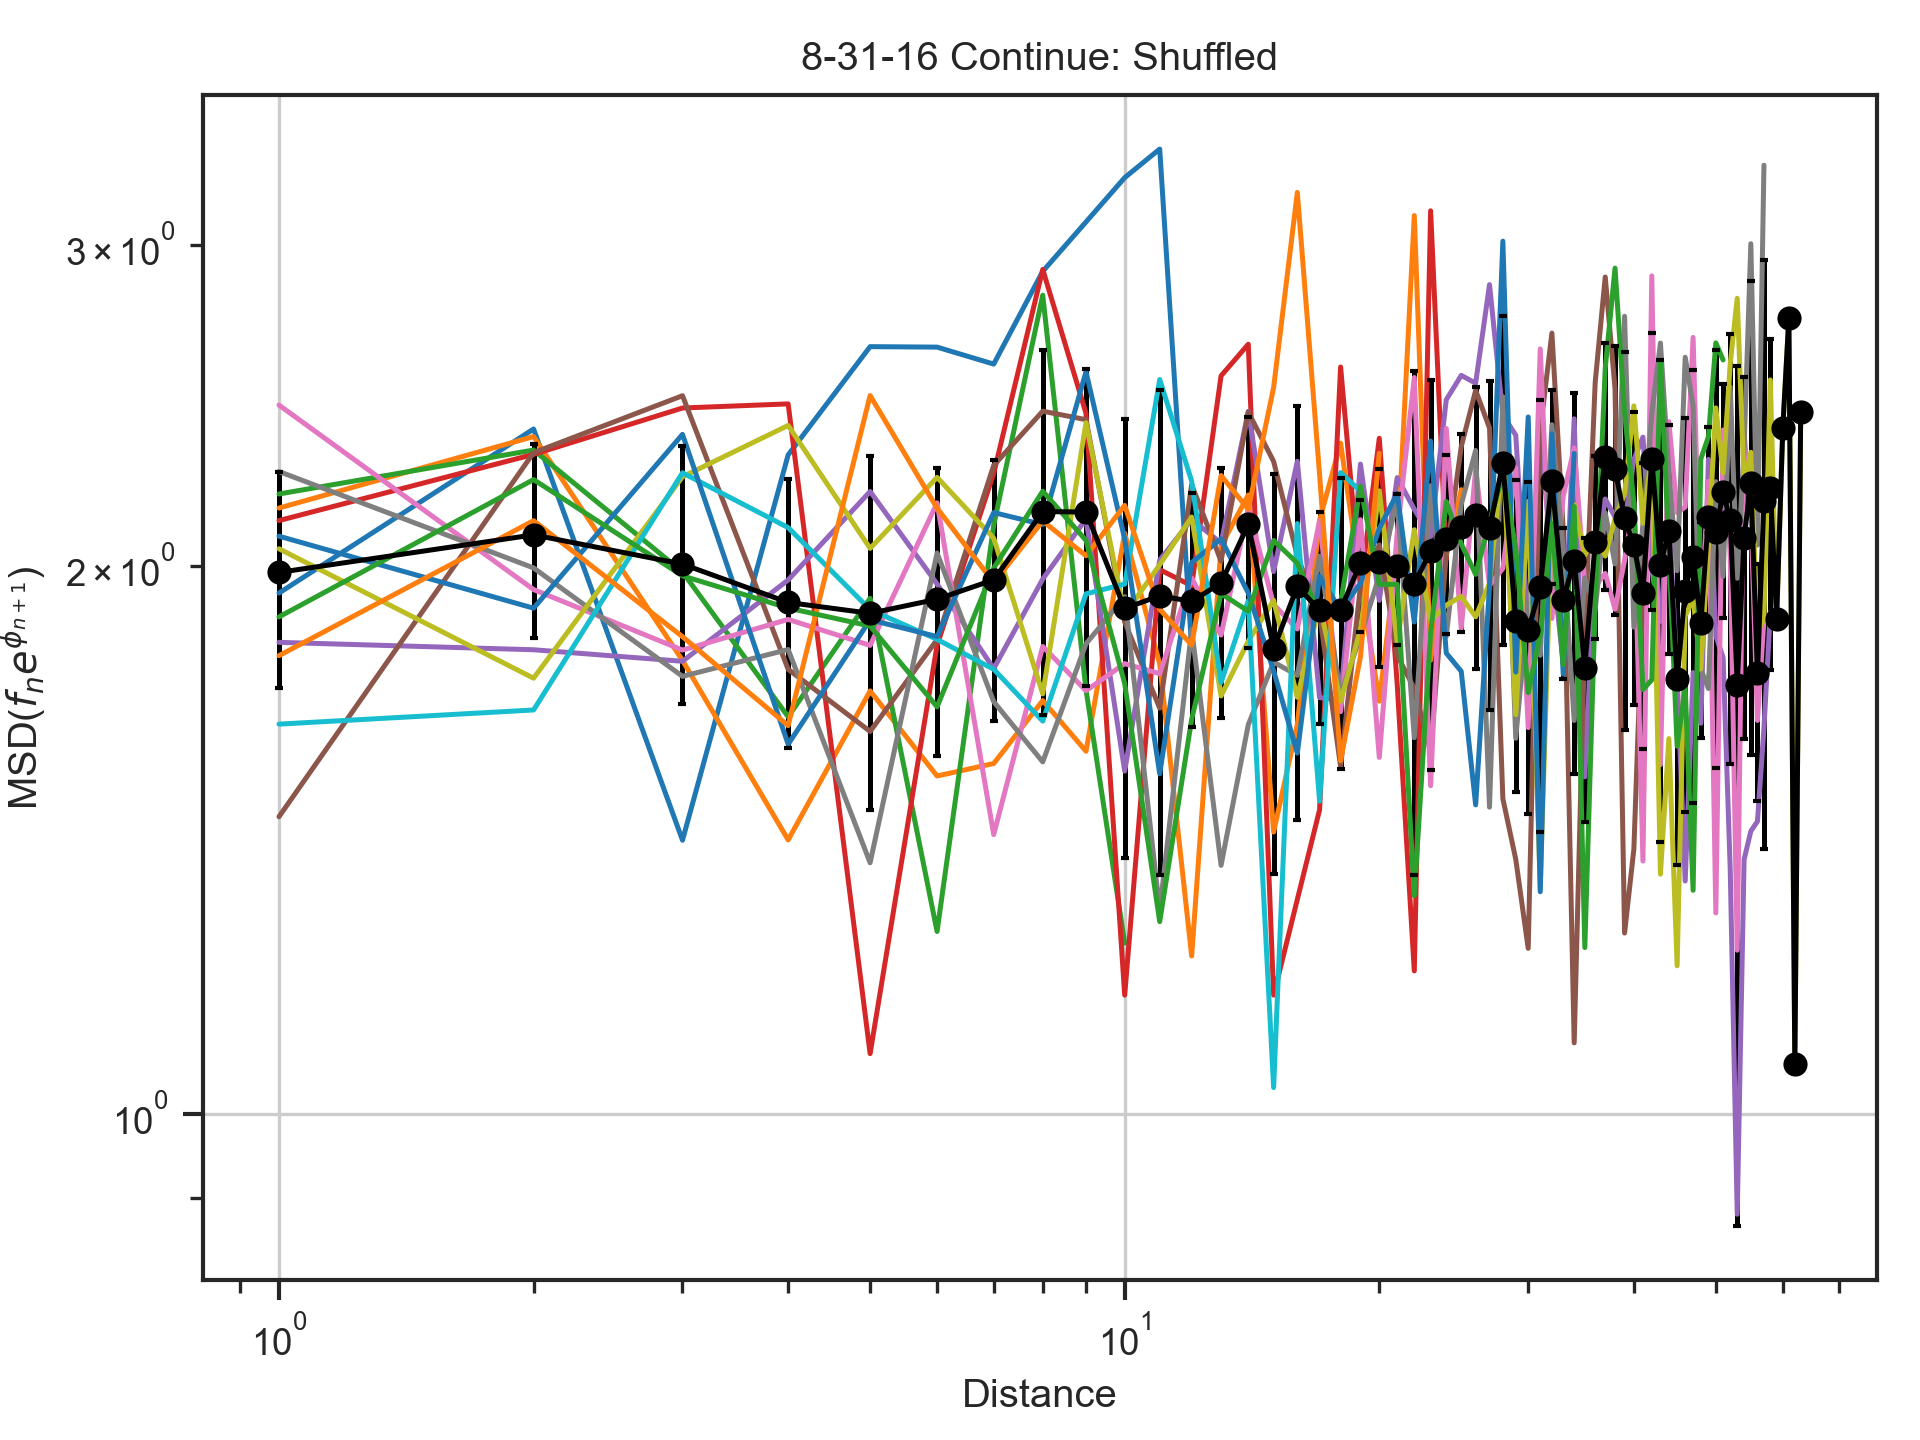 8-31-16 Continue: Shuffled
MSD(fₙe^ϕₙ₊₁)
3 × 10⁰
2 × 10⁰
10⁰
10⁰
10¹
Distance